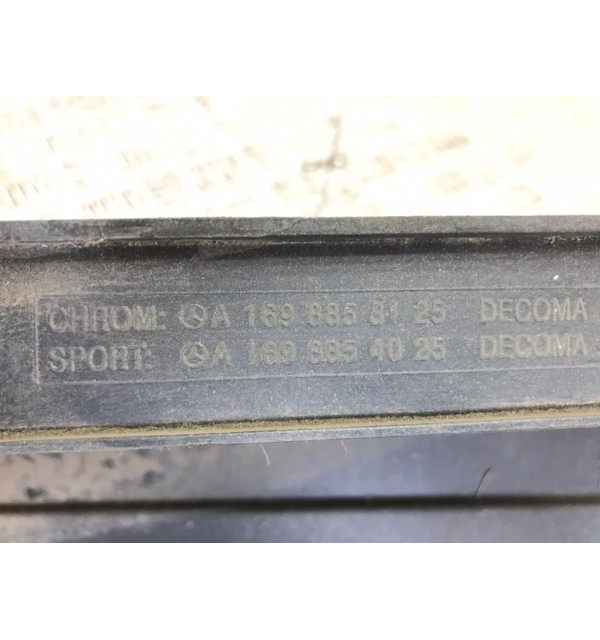 CHROM: A 169 885 81 25 DECOMA
SPORT: A 169 885 40 25 DECOMA